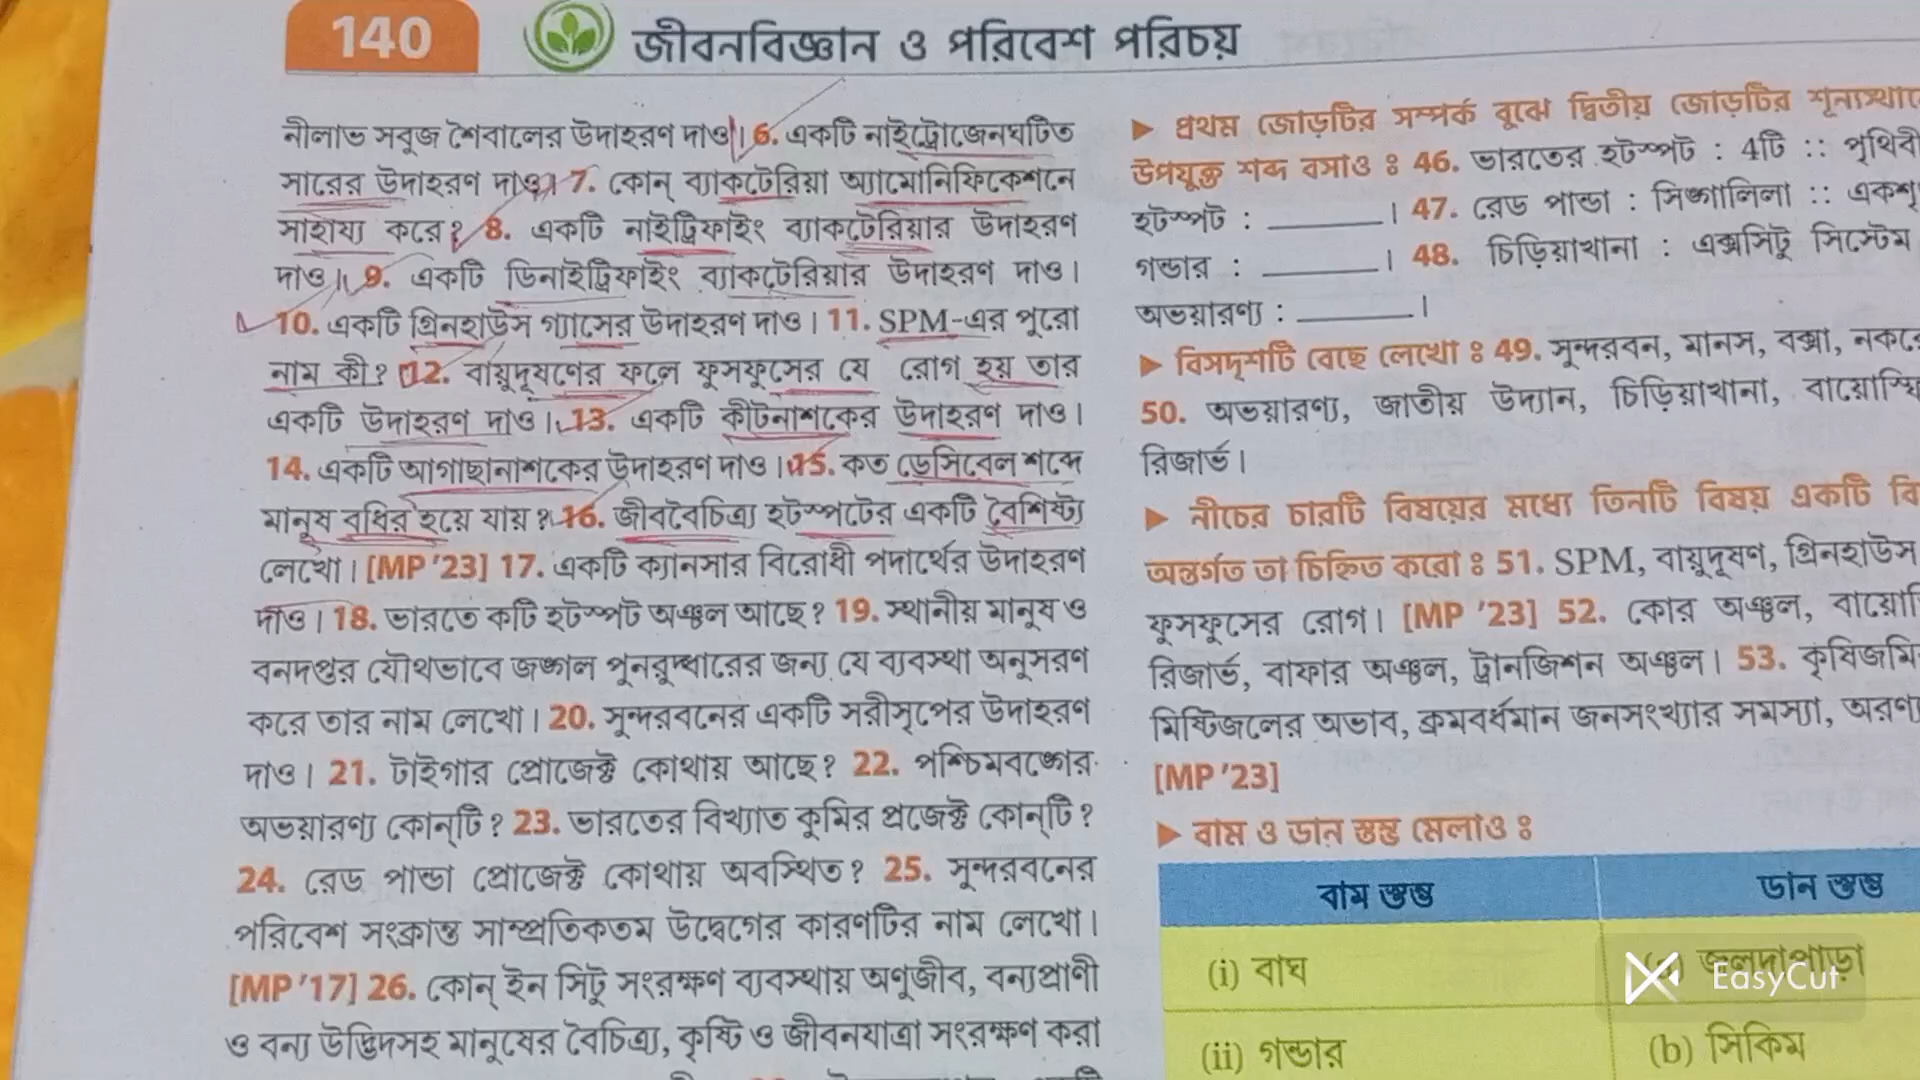 140
জীবনবিজ্ঞান ও পরিবেশ পরিচয়
নীলাভ সবুজ শৈবালের উদাহরণ দাও। 6. একটি নাইট্রোজেনঘটিত
সারের উদাহরণ দাও। 7. কোন্ ব্যাকটেরিয়া অ্যামোনিফিকেশনে
সাহায্য করে? 8. একটি নাইট্রিফাইং ব্যাকটেরিয়ার উদাহরণ
দাও। 9. একটি ডিনাইট্রিফাইং ব্যাকটেরিয়ার উদাহরণ দাও।
10. একটি গ্রিনহাউস গ্যাসের উদাহরণ দাও। 11. SPM-এর পুরো
নাম কী? 12. বায়ুদূষণের ফলে ফুসফুসের যে রোগ হয় তার
একটি উদাহরণ দাও। 13. একটি কীটনাশকের উদাহরণ দাও।
14. একটি আগাছানাশকের উদাহরণ দাও। 15. কত ডেসিবেল শব্দে
মানুষ বধির হয়ে যায়? 16. জীববৈচিত্র্য হটস্পটের একটি বৈশিষ্ট্য
লেখো। [MP '23] 17. একটি ক্যানসার বিরোধী পদার্থের উদাহরণ
দাও। 18. ভারতে কটি হটস্পট অঞ্চল আছে? 19. স্থানীয় মানুষ ও
বনদপ্তর যৌথভাবে জঙ্গল পুনরুদ্ধারের জন্য যে ব্যবস্থা অনুসরণ
করে তার নাম লেখো। 20. সুন্দরবনের একটি সরীসৃপের উদাহরণ
দাও। 21. টাইগার প্রোজেক্ট কোথায় আছে? 22. পশ্চিমবঙ্গের
অভয়ারণ্য কোন্‌টি? 23. ভারতের বিখ্যাত কুমির প্রজেক্ট কোন্‌টি?
24. রেড পান্ডা প্রোজেক্ট কোথায় অবস্থিত? 25. সুন্দরবনের
পরিবেশ সংক্রান্ত সাম্প্রতিকতম উদ্বেগের কারণটির নাম লেখো।
[MP '17] 26. কোন্ ইন সিটু সংরক্ষণ ব্যবস্থায় অণুজীব, বন্যপ্রাণী
ও বন্য উদ্ভিদসহ মানুষের বৈচিত্র্য, কৃষ্টি ও জীবনযাত্রা সংরক্ষণ করা
▶ প্রথম জোড়টির সম্পর্ক বুঝে দ্বিতীয় জোড়টির
উপযুক্ত শব্দ বসাও ঃ 46. ভারতের হটস্পট : 4টি :: পৃথিবী
হটস্পট : ______। 47. রেড পান্ডা : সিঙ্গালিলা ::
গন্ডার : ______। 48. চিড়িয়াখানা : এক্সসিটু সিস্টেম
অভয়ারণ্য : ______।
▶ বিসদৃশটি বেছে লেখো ঃ 49. সুন্দরবন, মানস, বক্সা,
50. অভয়ারণ্য, জাতীয় উদ্যান, চিড়িয়াখানা,
রিজার্ভ।
▶ নীচের চারটি বিষয়ের মধ্যে তিনটি বিষয় একটি
অন্তর্গত তা চিহ্নিত করো ঃ 51. SPM, বায়ুদূষণ, গ্রিনহাউস
ফুসফুসের রোগ। [MP '23] 52. কোর অঞ্চল,
রিজার্ভ, বাফার অঞ্চল, ট্রানজিশন অঞ্চল। 53. কৃষিজমি
মিষ্টিজলের অভাব, ক্রমবর্ধমান জনসংখ্যার সমস্যা,
[MP '23]
▶ বাম ও ডান স্তম্ভ মেলাও ঃ
বাম স্তম্ভ ডান স্তম্ভ
(i) বাঘ (a) জলদাপাড়া
EasyCut
(ii) গন্ডার (b) সিকিম